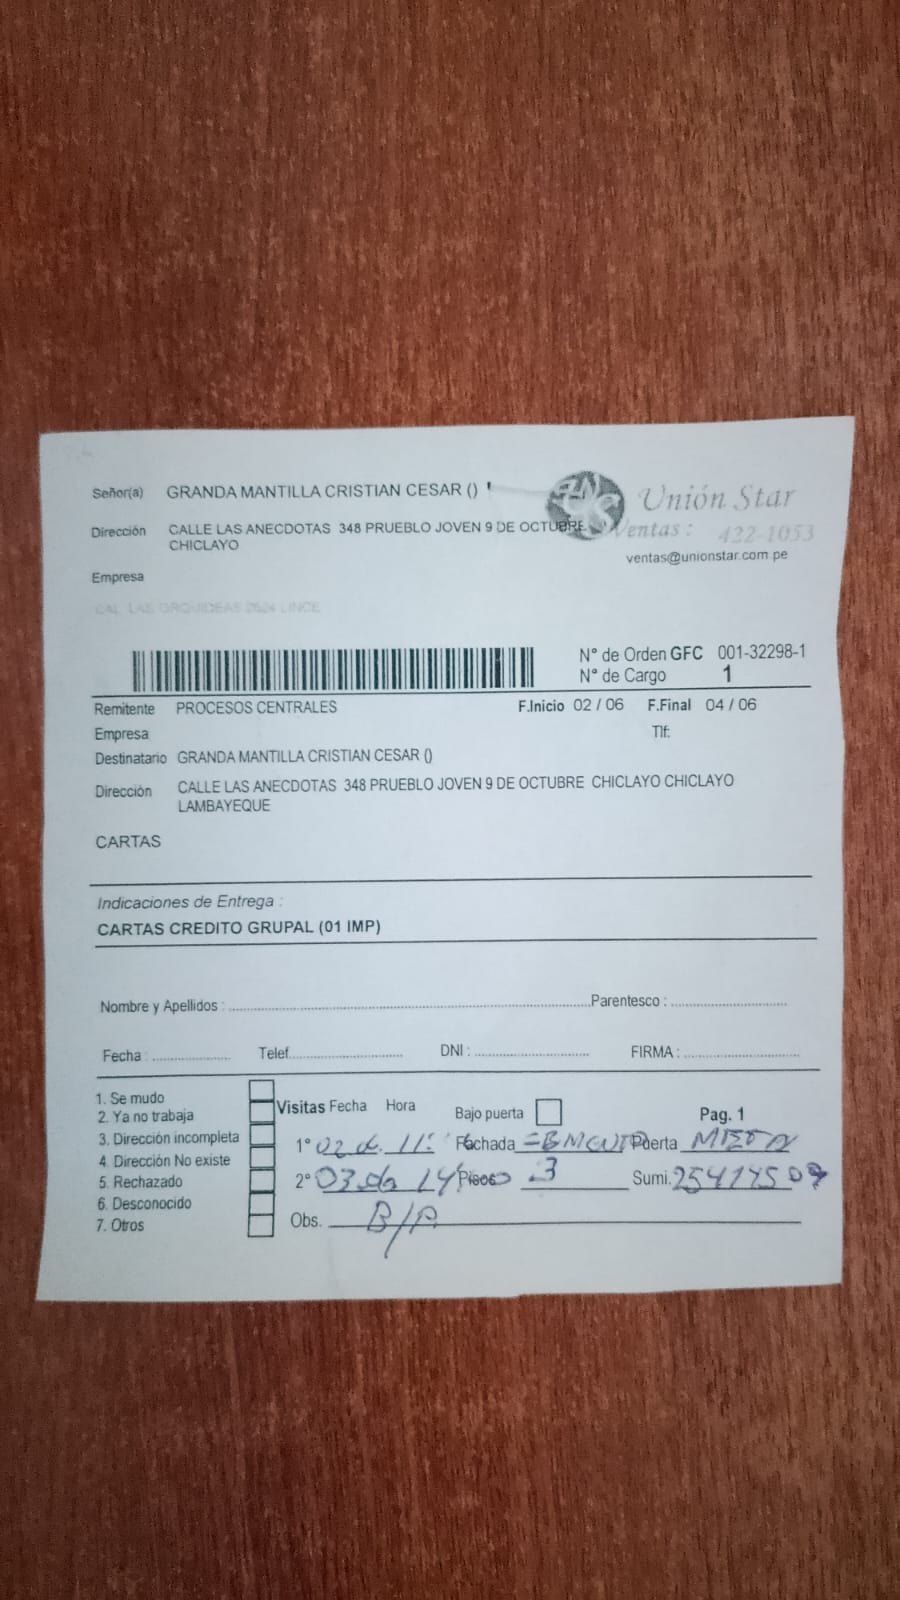 Señor(a) GRANDA MANTILLA CRISTIAN CESAR ()
Unión Star
Dirección CALLE LAS ANECDOTAS 348 PRUEBLO JOVEN 9 DE OCTUBRE
CHICLAYO
Ventas: 422-1053
ventas@unionstar.com.pe
Empresa
CAL. LAS ORQUIDEAS 2624 LINCE
N° de Orden GFC 001-32298-1
N° de Cargo 1
Remitente PROCESOS CENTRALES F.Inicio 02 / 06 F.Final 04 / 06
Empresa Tlf:
Destinatario GRANDA MANTILLA CRISTIAN CESAR ()
Dirección CALLE LAS ANECDOTAS 348 PRUEBLO JOVEN 9 DE OCTUBRE CHICLAYO CHICLAYO
LAMBAYEQUE
CARTAS
Indicaciones de Entrega :
CARTAS CREDITO GRUPAL (01 IMP)
Nombre y Apellidos : Parentesco :
Fecha : Telef. DNI : FIRMA :
1. Se mudo
2. Ya no trabaja
3. Dirección incompleta
4. Dirección No existe
5. Rechazado
6. Desconocido
7. Otros
Visitas Fecha Hora Bajo puerta Pag. 1
1° 02 Fachada Puerta
2° 03 Pisos 3 Sumi.
Obs. B/P